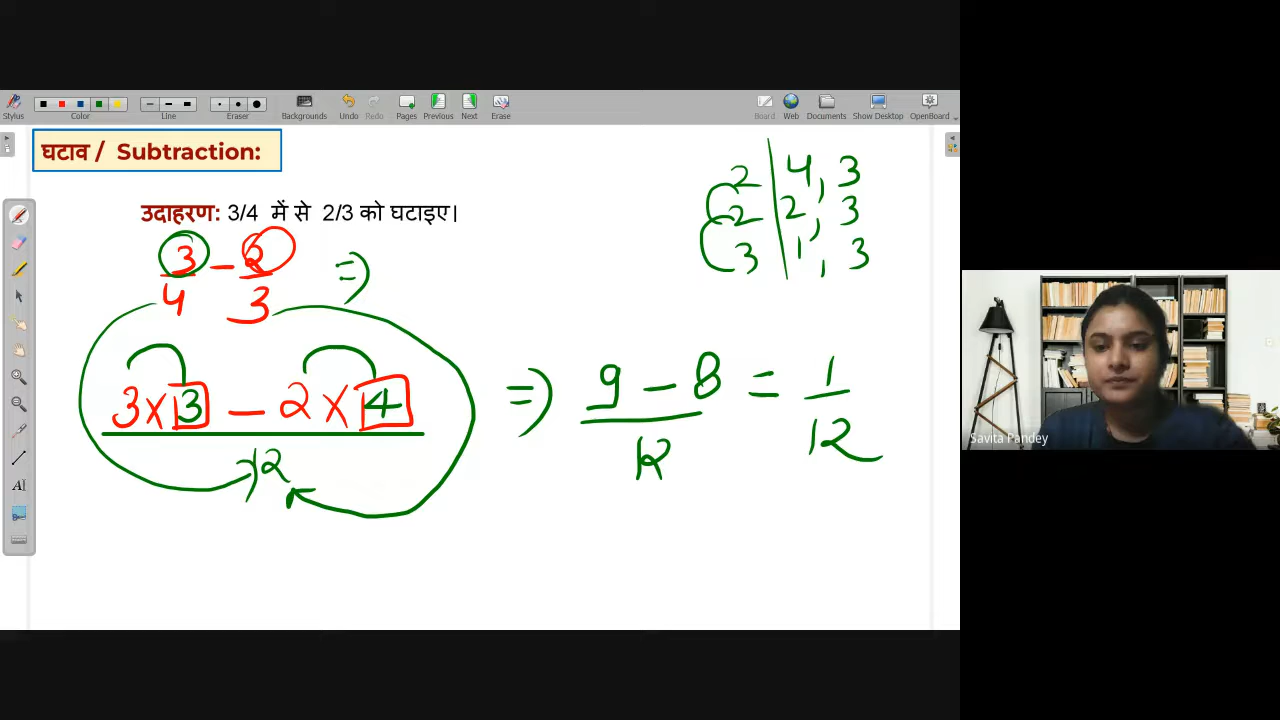 Stylus
Color
Line
Eraser
Backgrounds
Undo
Redo
Pages
Previous
Next
Erase
Board
Web
Documents
Show Desktop
OpenBoard
घटाव / Subtraction:
उदाहरण: 3/4 में से 2/3 को घटाइए।
3/4 - 2/3 =>
2 | 4, 3
2 | 2, 3
3 | 1, 3
3 x 3 - 2 x 4
12
=> 9 - 8 / 12 = 1/12
Savita Pandey